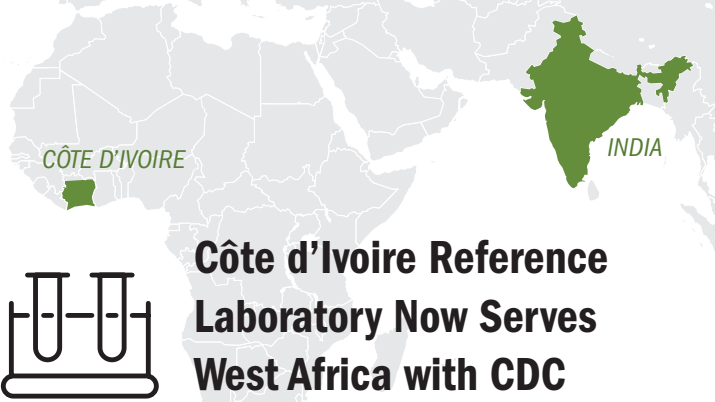 CÔTE D'IVOIRE
INDIA
Côte d'Ivoire Reference
Laboratory Now Serves
West Africa with CDC